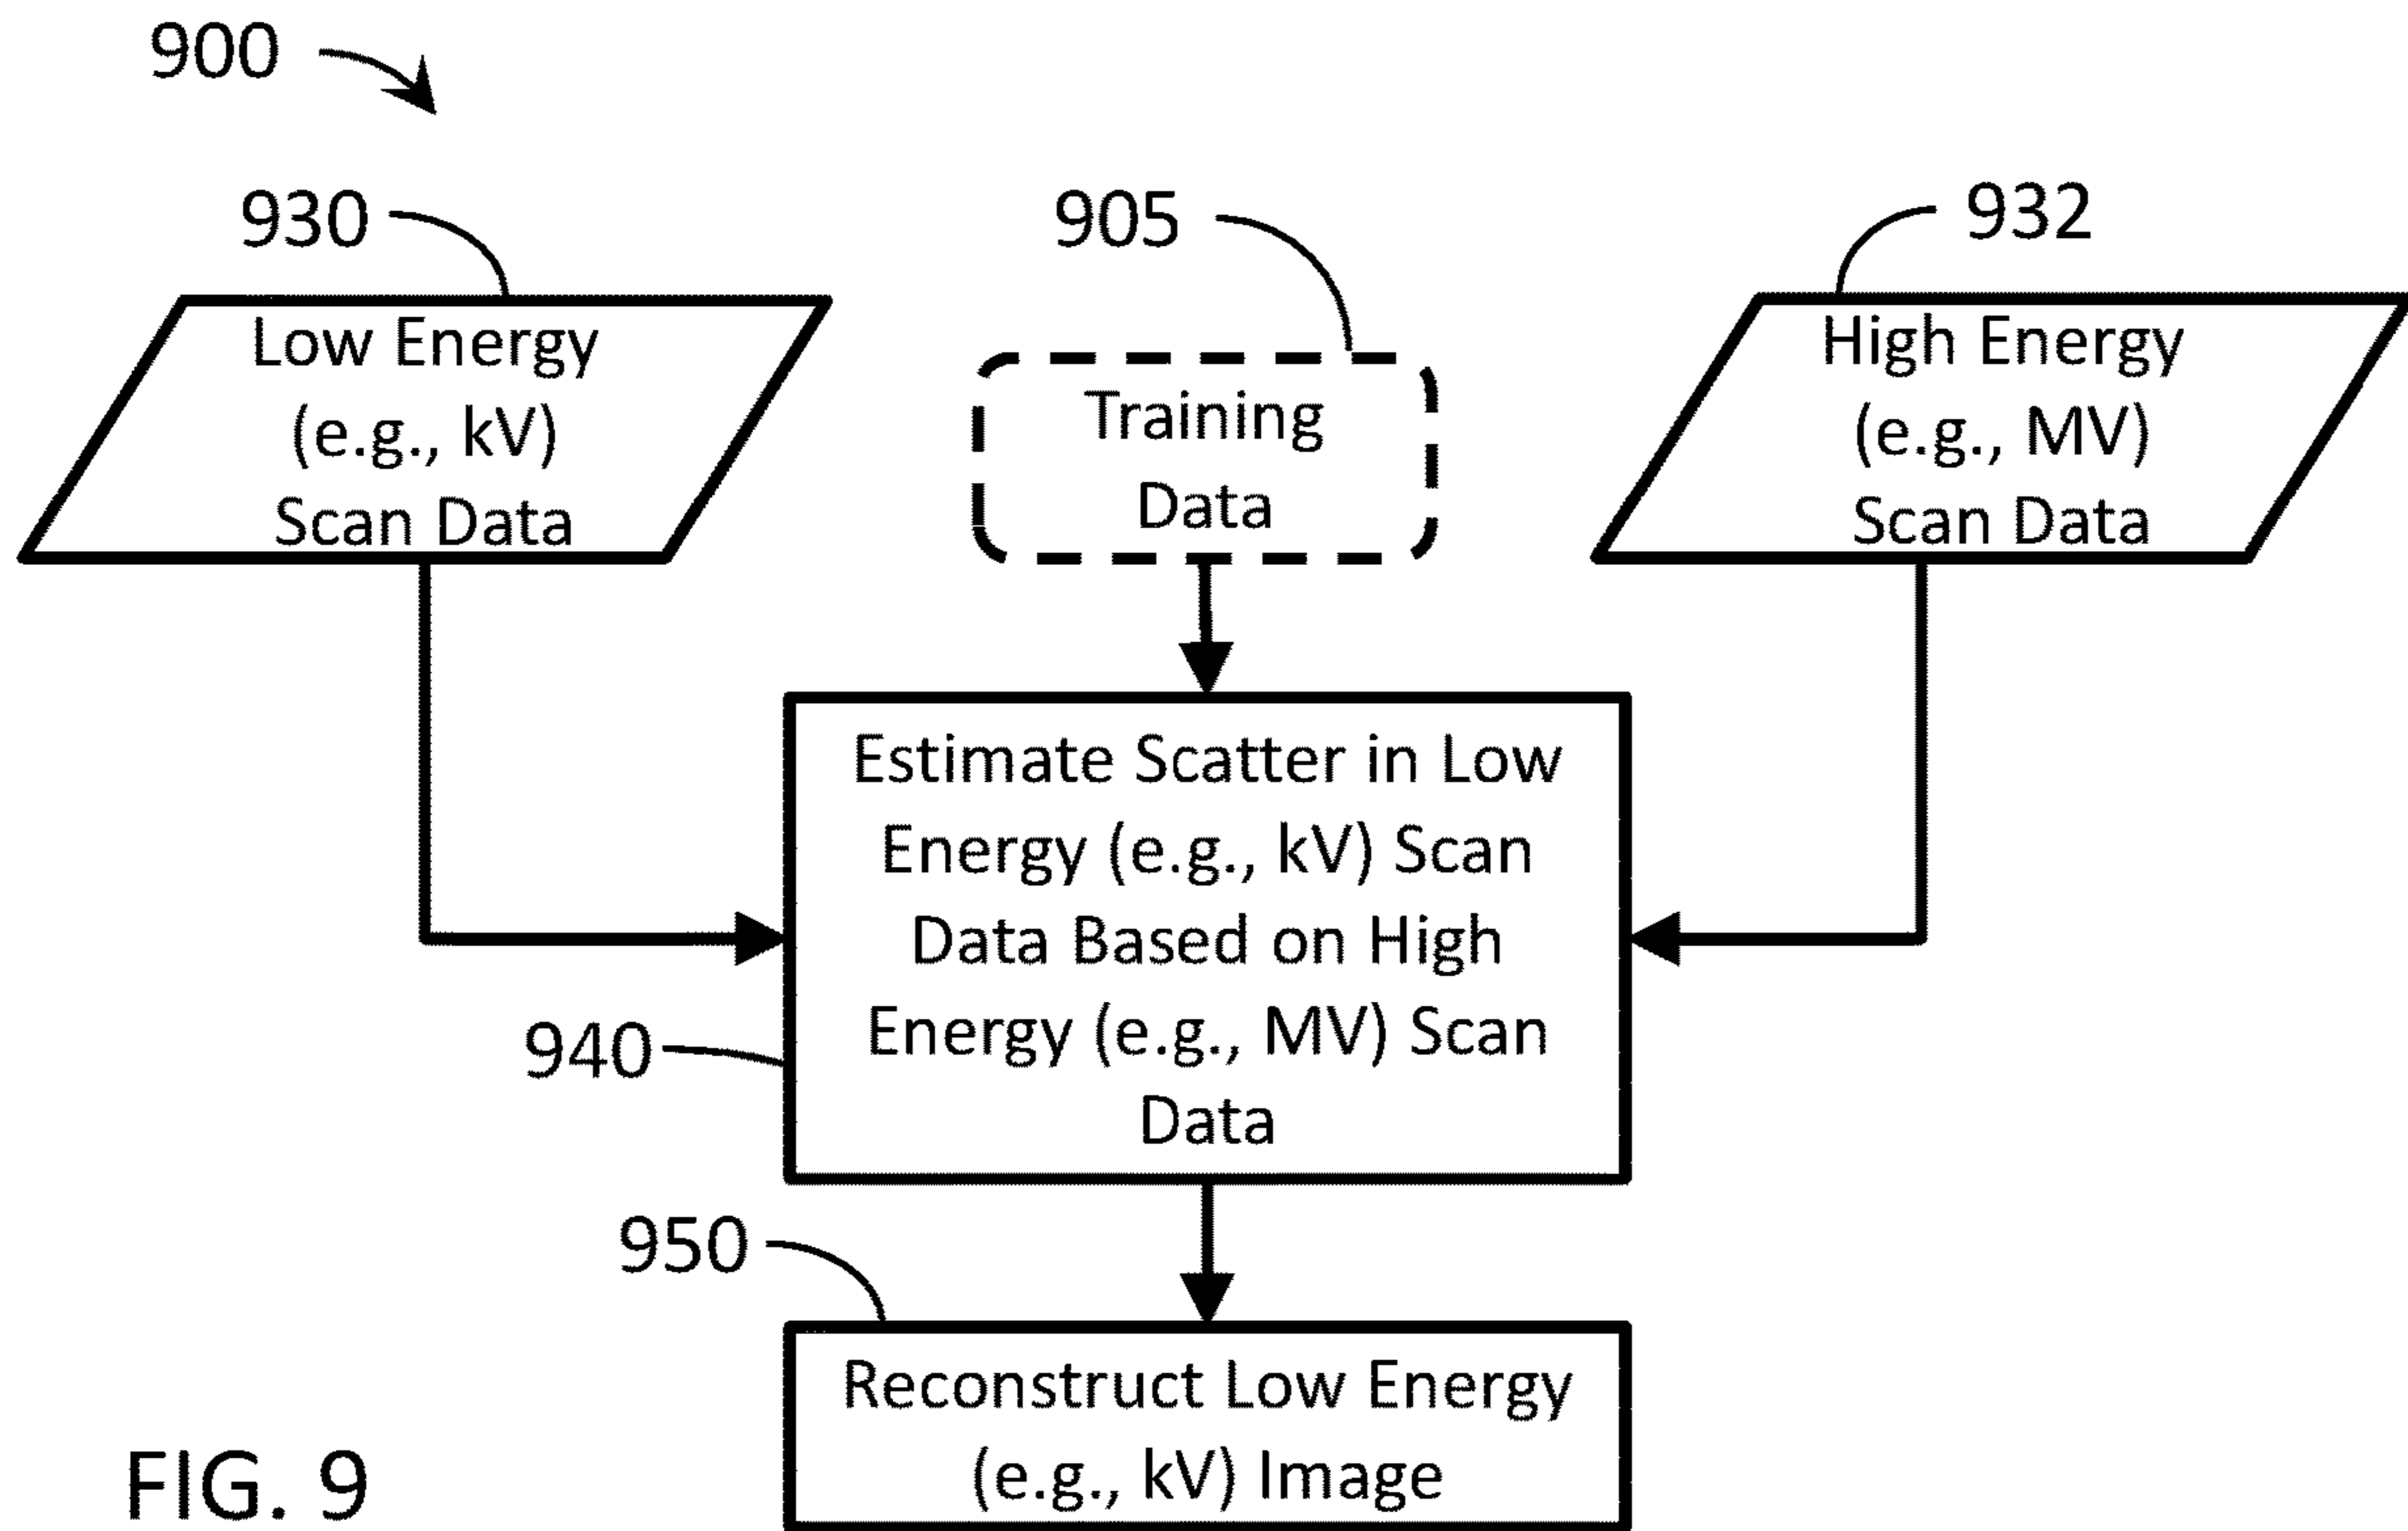 900
930
905
932
Low Energy
(e.g., kV)
Scan Data
Training
Data
High Energy
(e.g., MV)
Scan Data
Estimate Scatter in Low
Energy (e.g., kV) Scan
Data Based on High
Energy (e.g., MV) Scan
Data
940
950
Reconstruct Low Energy
(e.g., kV) Image
FIG. 9